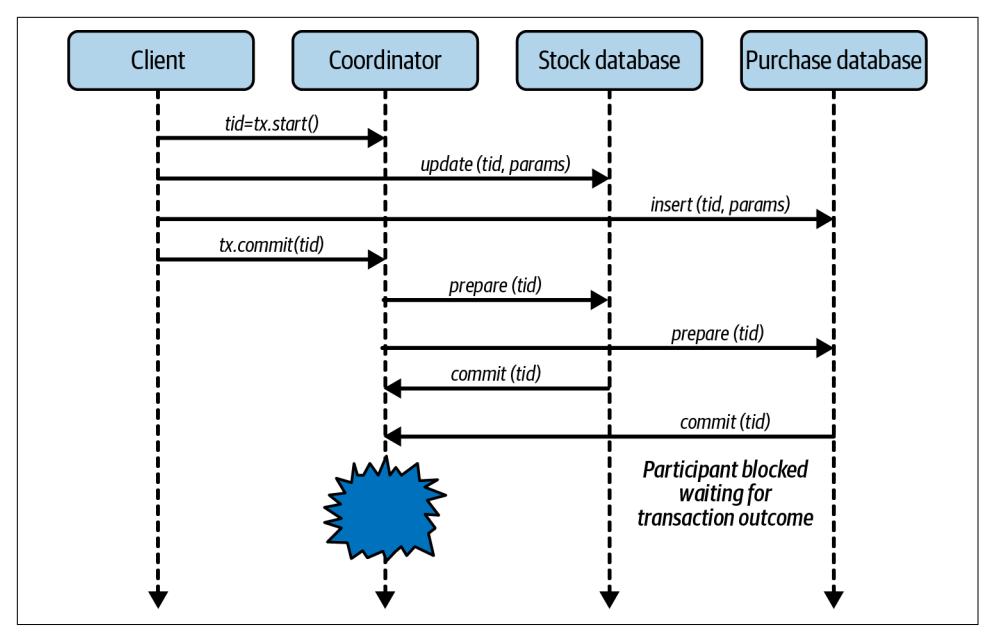 Client
Coordinator
Stock database
Purchase database
tid=tx.start()
update (tid, params)
insert (tid, params)
tx.commit(tid)
prepare (tid)
prepare (tid)
commit (tid)
commit (tid)
Participant blocked
waiting for
transaction outcome